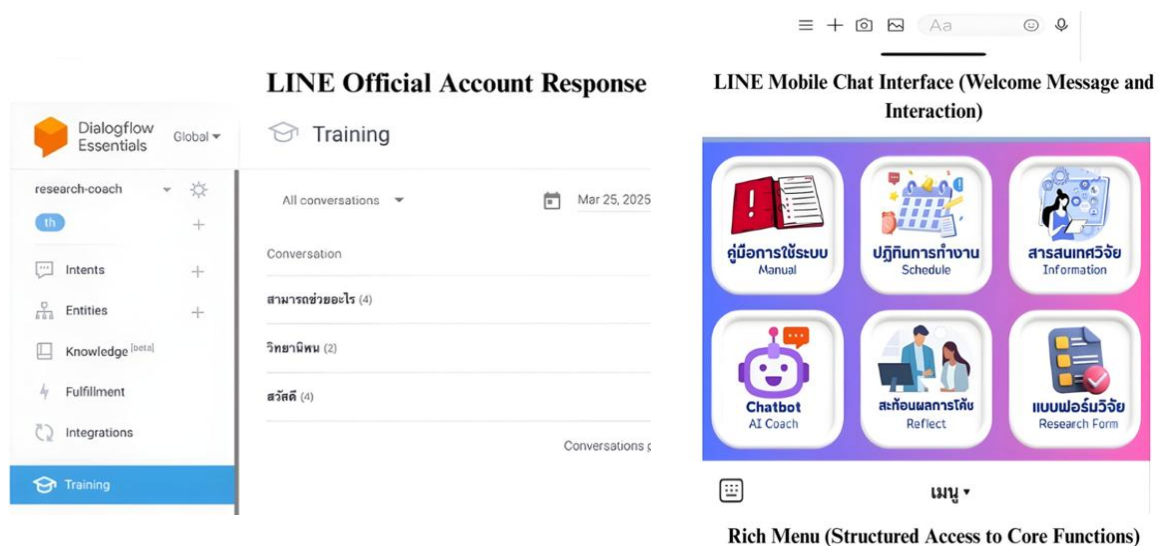 LINE Official Account Response
Dialogflow
Essentials
Global
Training
research-coach
th
Intents
Entities
Knowledge [beta]
Fulfillment
Integrations
Training
All conversations
Mar 25, 2025
Conversation
สามารถช่วยอะไร (4)
วิทยานิพน (2)
สวัสดี (4)
Conversations p
Aa
LINE Mobile Chat Interface (Welcome Message and
Interaction)
คู่มือการใช้ระบบ
Manual
ปฏิทินการทำงาน
Schedule
สารสนเทศวิจัย
Information
Chatbot
AI Coach
สะท้อนผลการโค้ช
Reflect
แบบฟอร์มวิจัย
Research Form
เมนู
Rich Menu (Structured Access to Core Functions)